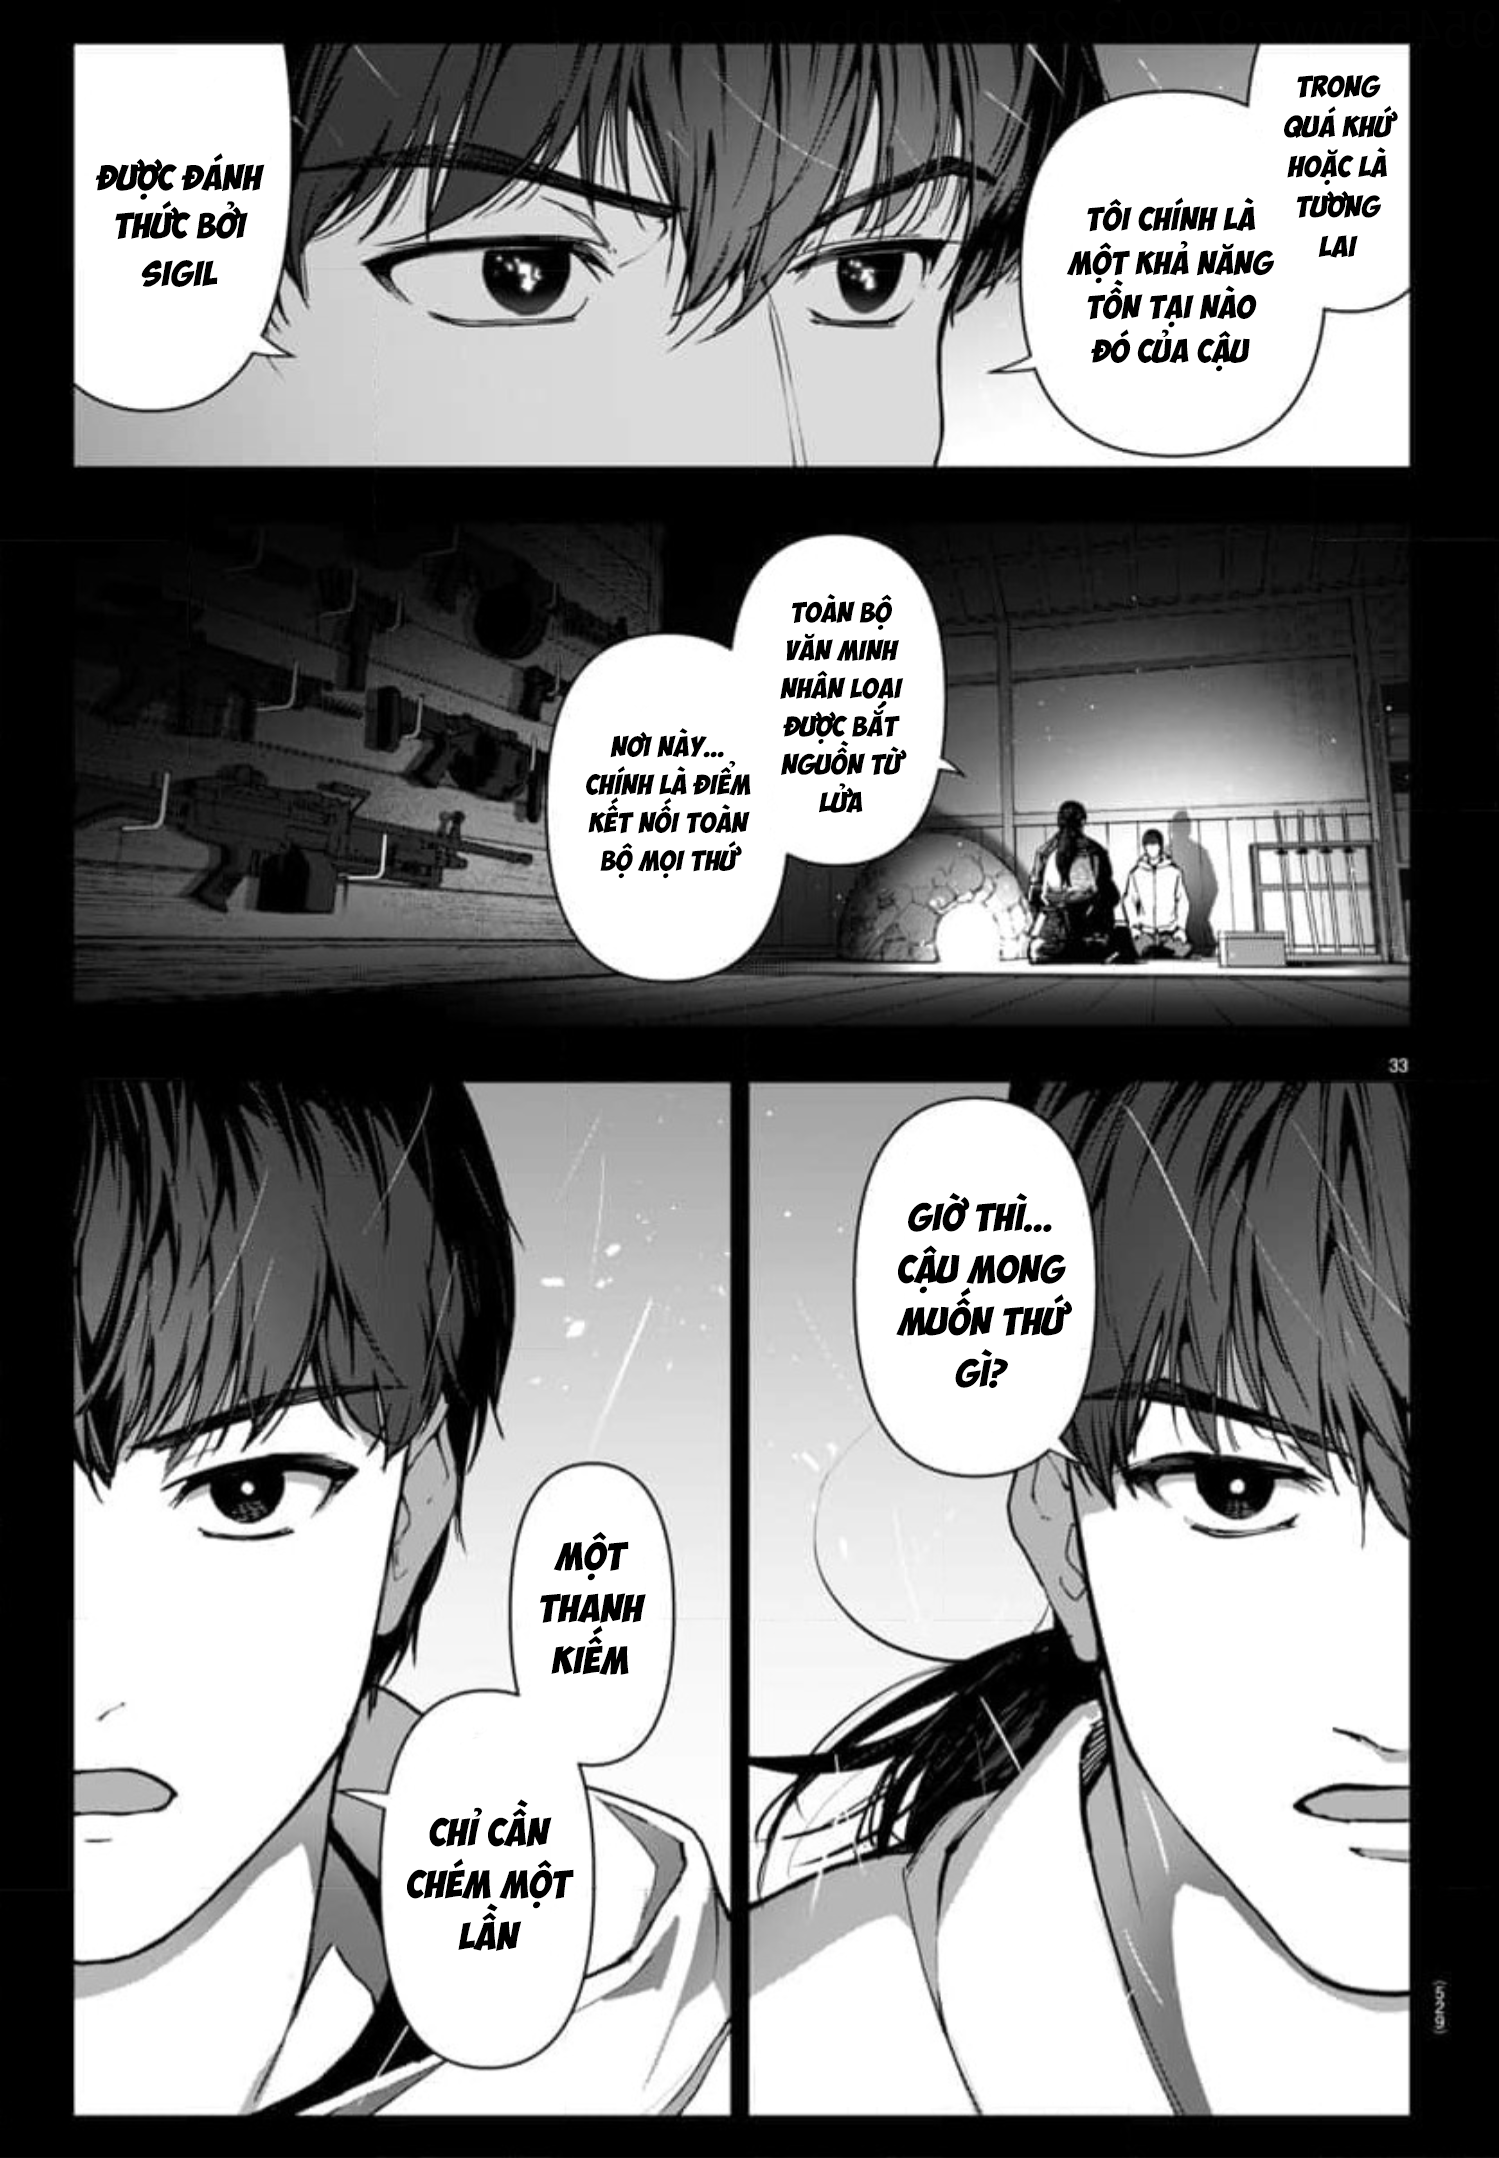 TRONG
QUÁ KHỨ
HOẶC LÀ
TƯƠNG
LAI
TÔI CHÍNH LÀ
MỘT KHẢ NĂNG
TỒN TẠI NÀO
ĐÓ CỦA CẬU
ĐƯỢC ĐÁNH
THỨC BỞI
SIGIL
TOÀN BỘ
VĂN MINH
NHÂN LOẠI
ĐƯỢC BẮT
NGUỒN TỪ
LỬA
NƠI NÀY...
CHÍNH LÀ ĐIỂM
KẾT NỐI TOÀN
BỘ MỌI THỨ
33
GIỜ THÌ...
CẬU MONG
MUỐN THỨ
GÌ?
MỘT
THANH
KIẾM
CHỈ CẦN
CHÉM MỘT
LẦN
(529)